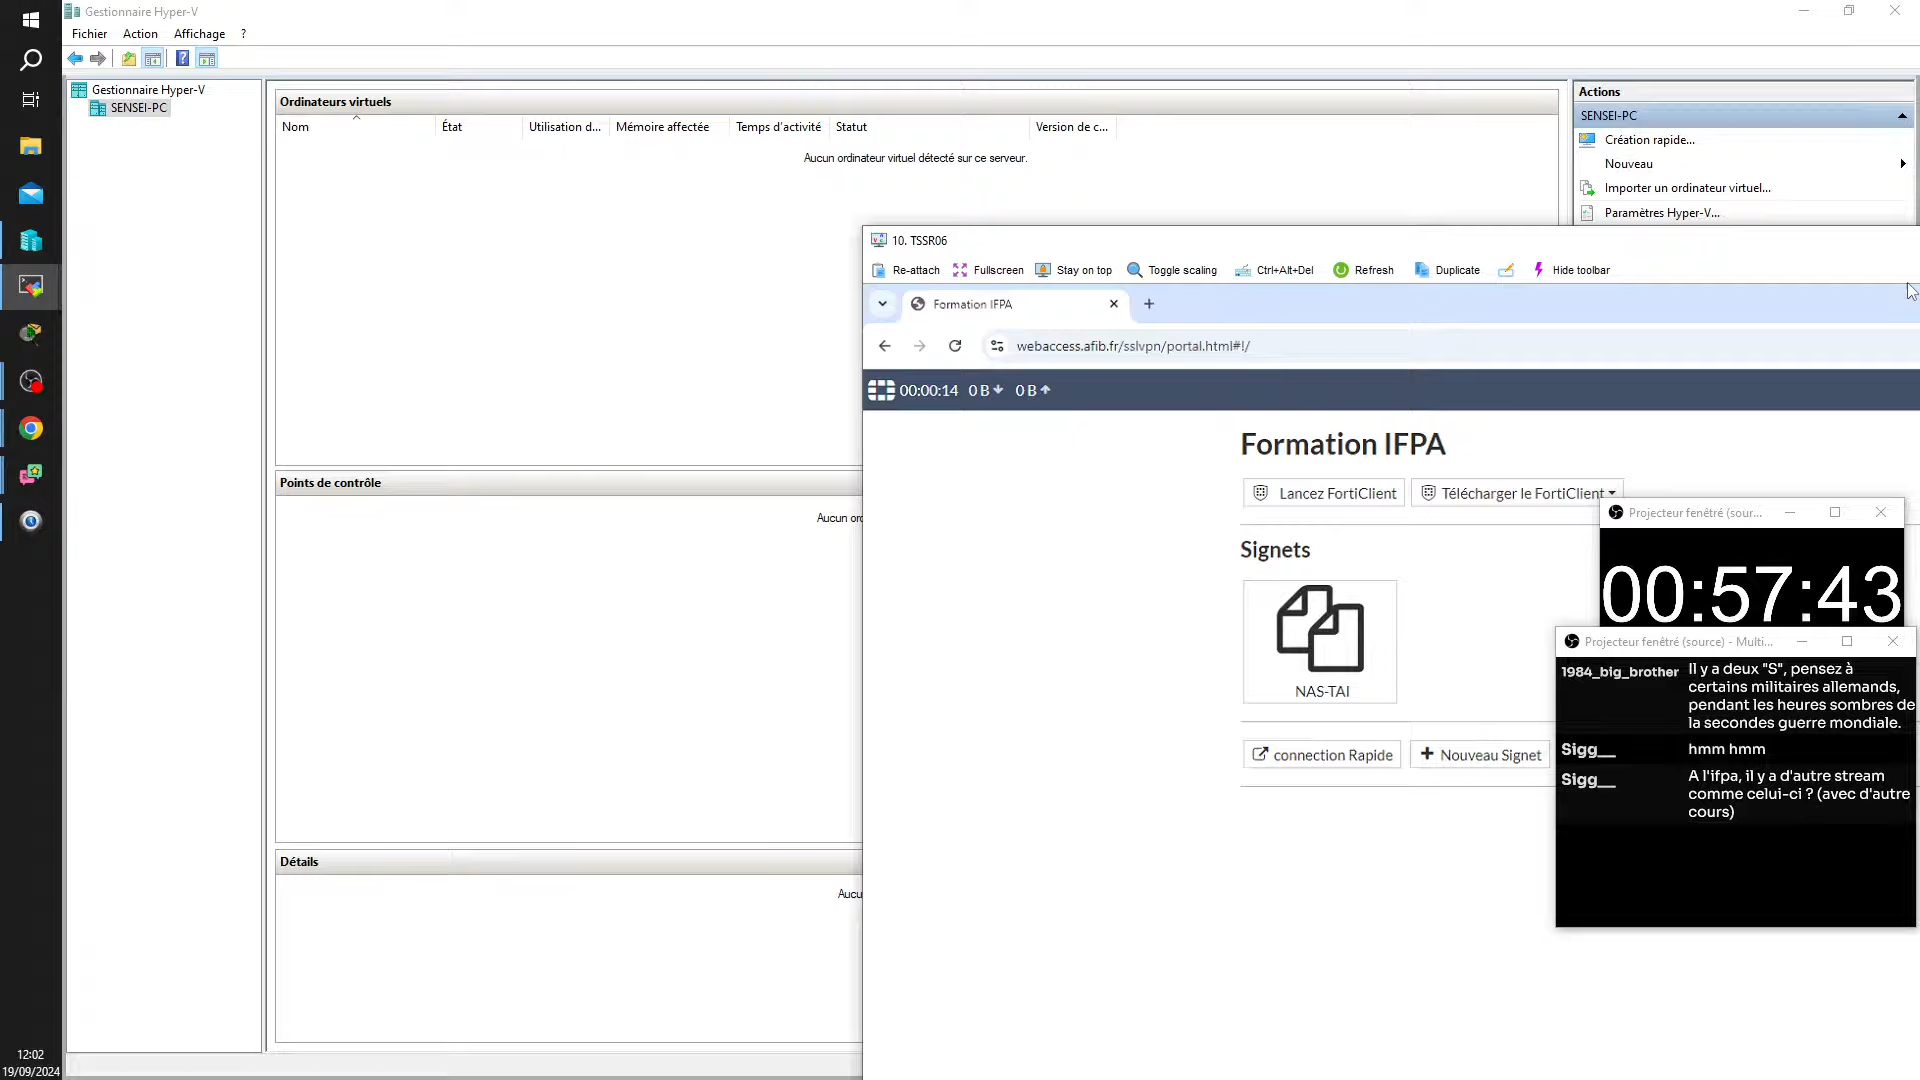 Gestionnaire Hyper-V
Fichier Action Affichage ?
Gestionnaire Hyper-V
SENSEI-PC
Ordinateurs virtuels
Nom État Utilisation d... Mémoire affectée Temps d'activité Statut Version de c...
Aucun ordinateur virtuel détecté sur ce serveur.
Points de contrôle
Aucun
Détails
Aucu
Actions
SENSEI-PC
Création rapide...
Nouveau
Importer un ordinateur virtuel...
Paramètres Hyper-V...
10. TSSR06
Re-attach Fullscreen Stay on top Toggle scaling Ctrl+Alt+Del Refresh Duplicate Hide toolbar
Formation IFPA
webaccess.afib.fr/sslvpn/portal.html#!/
00:00:14 0 B 0 B
Formation IFPA
Lancez FortiClient Télécharger le FortiClient
Signets
NAS-TAI
connection Rapide Nouveau Signet
Projecteur fenêtré (sour...
00:57:43
Projecteur fenêtré (source) - Multi...
1984_big_brother Il y a deux "S", pensez à
certains militaires allemands,
pendant les heures sombres de
la secondes guerre mondiale.
Sigg__ hmm hmm
Sigg__ A l'ifpa, il y a d'autre stream
comme celui-ci ? (avec d'autre
cours)
12:02
19/09/2024